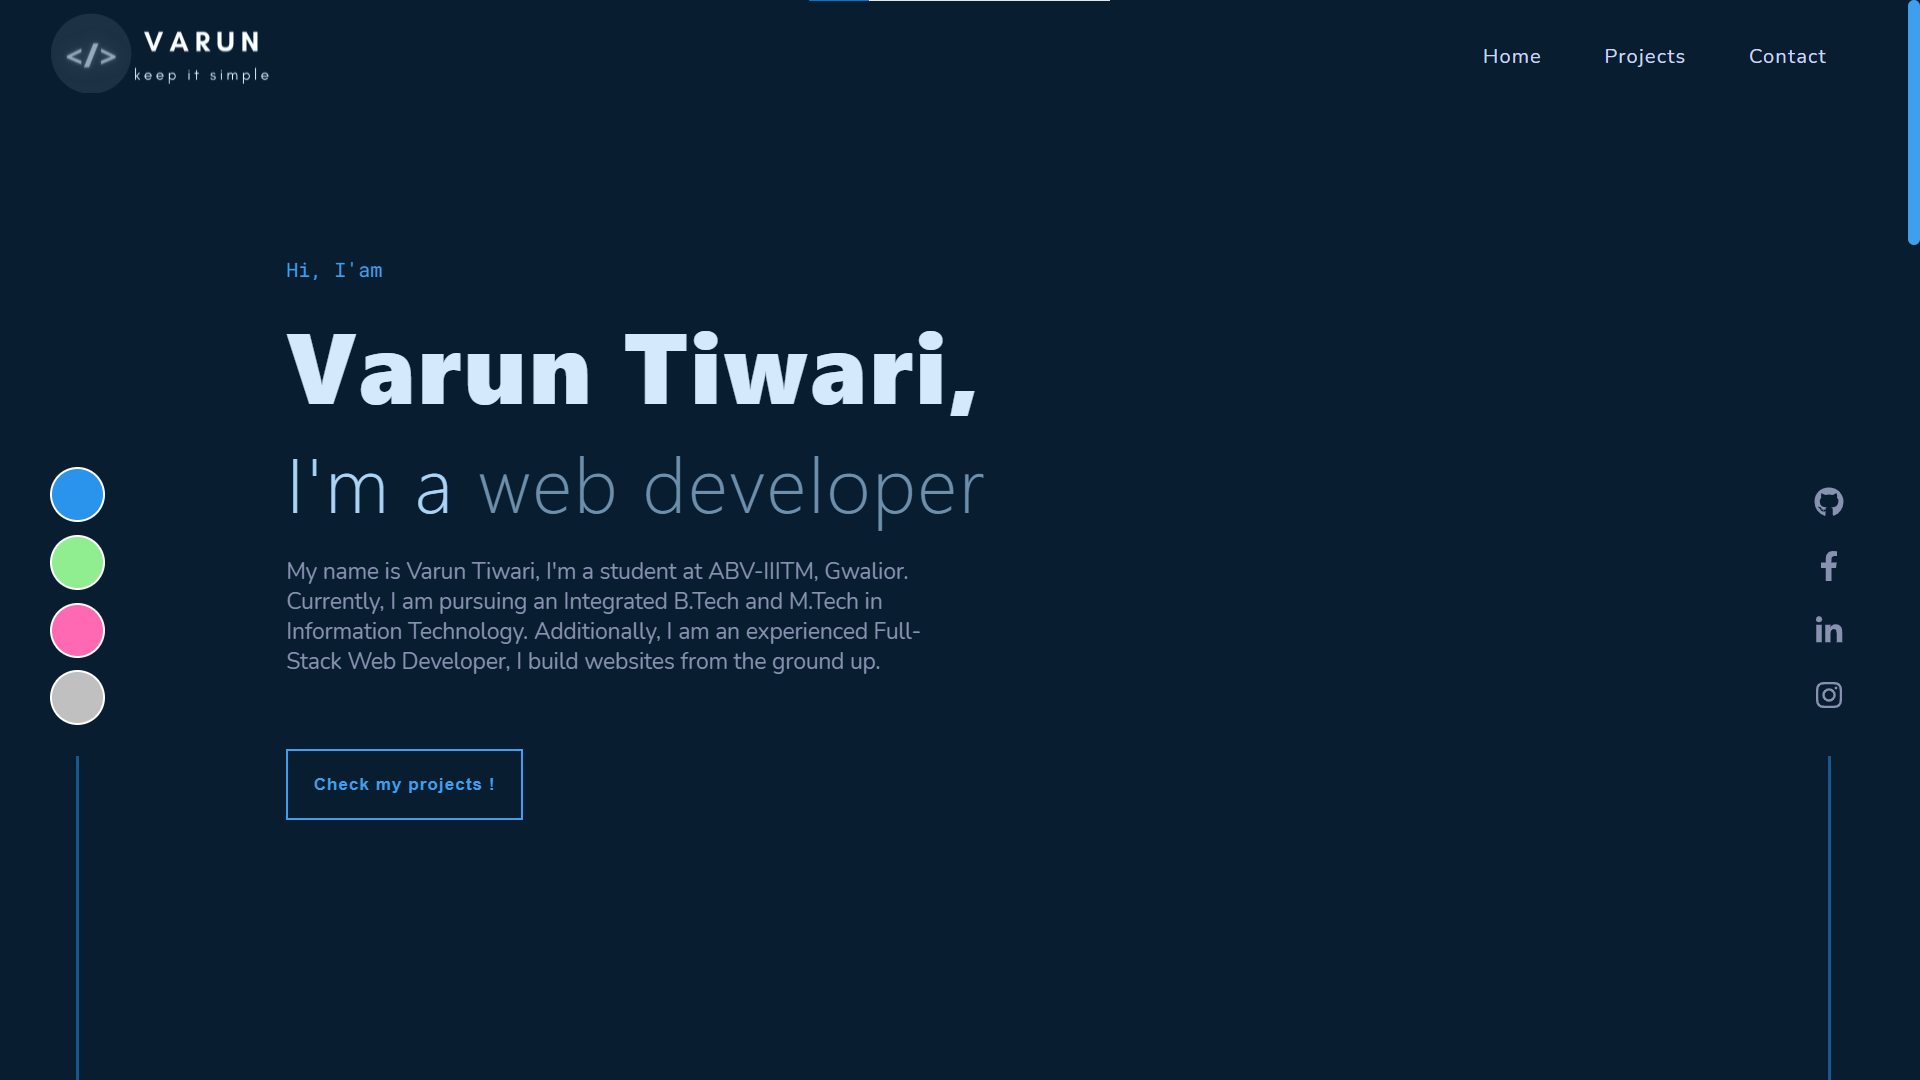 </>
VARUN
keep it simple
Home
Projects
Contact
Hi, I'am
Varun Tiwari,
I'm a web developer
My name is Varun Tiwari, I'm a student at ABV-IIITM, Gwalior.
Currently, I am pursuing an Integrated B.Tech and M.Tech in
Information Technology. Additionally, I am an experienced Full-
Stack Web Developer, I build websites from the ground up.
Check my projects !